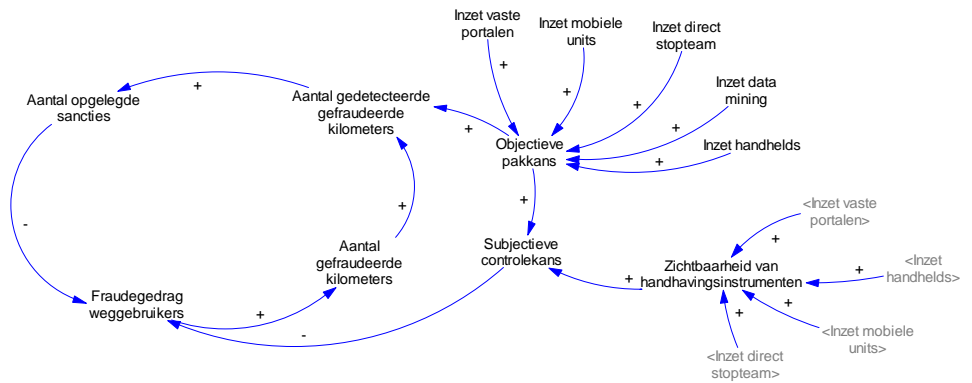 Inzet vaste
portalen
Inzet mobiele
units
Inzet direct
stopteam
Inzet data
mining
Inzet handhelds
+
+
+
+
+
Aantal opgelegde
sancties
+
Aantal gedetecteerde
gefraudeerde
kilometers
+
Objectieve
pakkans
+
-
+
Aantal
gefraudeerde
kilometers
Subjectieve
controlekans
<Inzet vaste
portalen>
+
Zichtbaarheid van
handhavingsinstrumenten
+
+
<Inzet
handhelds>
Fraudegedrag
weggebruikers
+
-
+
+
<Inzet mobiele
units>
<Inzet direct
stopteam>